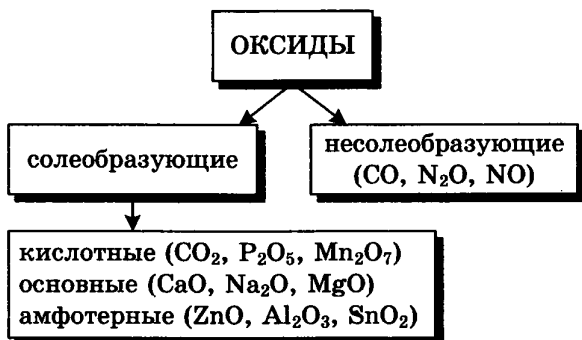 ОКСИДЫ
солеобразующие
несолеобразующие
(CO, N₂O, NO)
кислотные (CO₂, P₂O₅, Mn₂O₇)
основные (CaO, Na₂O, MgO)
амфотерные (ZnO, Al₂O₃, SnO₂)